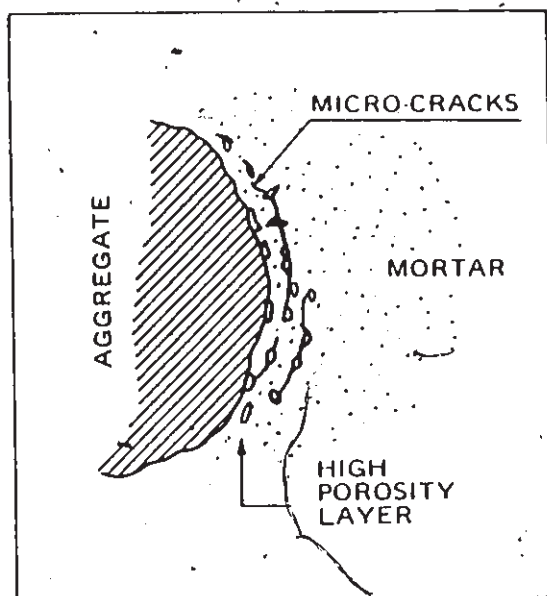 MICRO-CRACKS
AGGREGATE
MORTAR
HIGH
POROSITY
LAYER